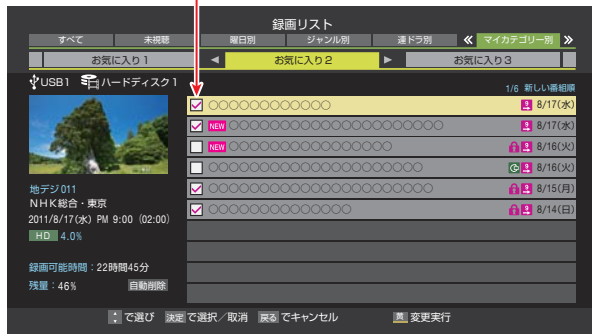 録画リスト
すべて 未視聴 曜日別 ジャンル別 連ドラ別 ≪ マイカテゴリー別 ≫
お気に入り1 ◀ お気に入り2 ▶ お気に入り3
USB1 ハードディスク1
1/6 新しい番組順
○○○○○○○○○○○○ 8/17(水)
NEW ○○○○○○○○○○○○○○○○○○○○○ 8/17(水)
NEW ○○○○○○○○○○○○○○○○ 8/16(火)
○○○○○○○○○○○○○○○○○○○○○ 8/16(火)
○○○○○○○○○○○○○○○○○○○○○○ 8/15(月)
○○○○○○○○○○○○○○ 8/14(日)
地デジ011
NHK総合・東京
2011/8/17(水) PM 9:00 (02:00)
HD 4.0%
録画可能時間:22時間45分
残量:46% 自動削除
で選び 決定 で選択/取消 戻る でキャンセル 黄 変更実行